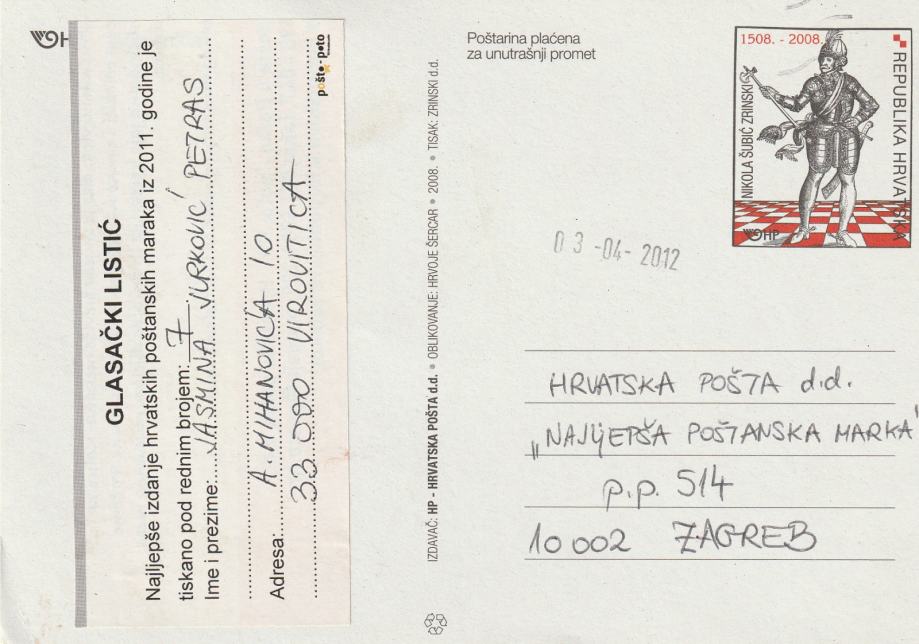 GLASAČKI LISTIĆ
Najljepše izdanje hrvatskih poštanskih maraka iz 2011. godine je
tiskano pod rednim brojem: 7
Ime i prezime: JASMINA JURKOVIĆ PETRAS
Adresa: A. MIHANOVIĆA 10
33 000 VIROVITICA
pošta-peto
IZDAVAČ: HP - HRVATSKA POŠTA d.d. • OBLIKOVANJE: HRVOJE ŠERCAR • 2008. • TISAK: ZRINSKI d.d.
Poštarina plaćena
za unutrašnji promet
1508. - 2008.
NIKOLA ŠUBIĆ ZRINSKI
REPUBLIKA HRVATSKA
HP
03 -04- 2012
HRVATSKA POŠTA d.d.
„NAJLJEPŠA POŠTANSKA MARKA"
p.p. 514
10 002 ZAGREB